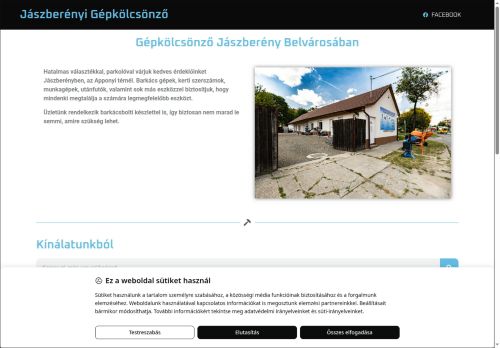 Jászberényi Gépkölcsönző
FACEBOOK
Gépkölcsönző Jászberény Belvárosában
Hatalmas választékkal, parkolóval várjuk kedves érdeklőinket
Jászberényben, az Apponyi térnél. Barkács gépek, kerti szerszámok,
munkagépek, utánfutók, valamint sok más eszközzel biztosítjuk, hogy
mindenki megtalálja a számára legmegfelelőbb eszközt.
Üzletünk rendelkezik barkácsbolti készlettel is, így biztosan nem marad le
semmi, amire szükség lehet.
Kínálatunkból
Ez a weboldal sütiket használ
Sütiket használunk a tartalom személyre szabásához, a közösségi média funkcióinak biztosításához és a forgalmunk
elemzéséhez. Weboldalunk használatával kapcsolatos információkat is megosztunk elemzési partnereinkkel. Beállításait
bármikor módosíthatja. További információkért tekintse meg adatvédelmi irányelveinket és süti-irányelveinket.
Testreszabás
Elutasítás
Összes elfogadása